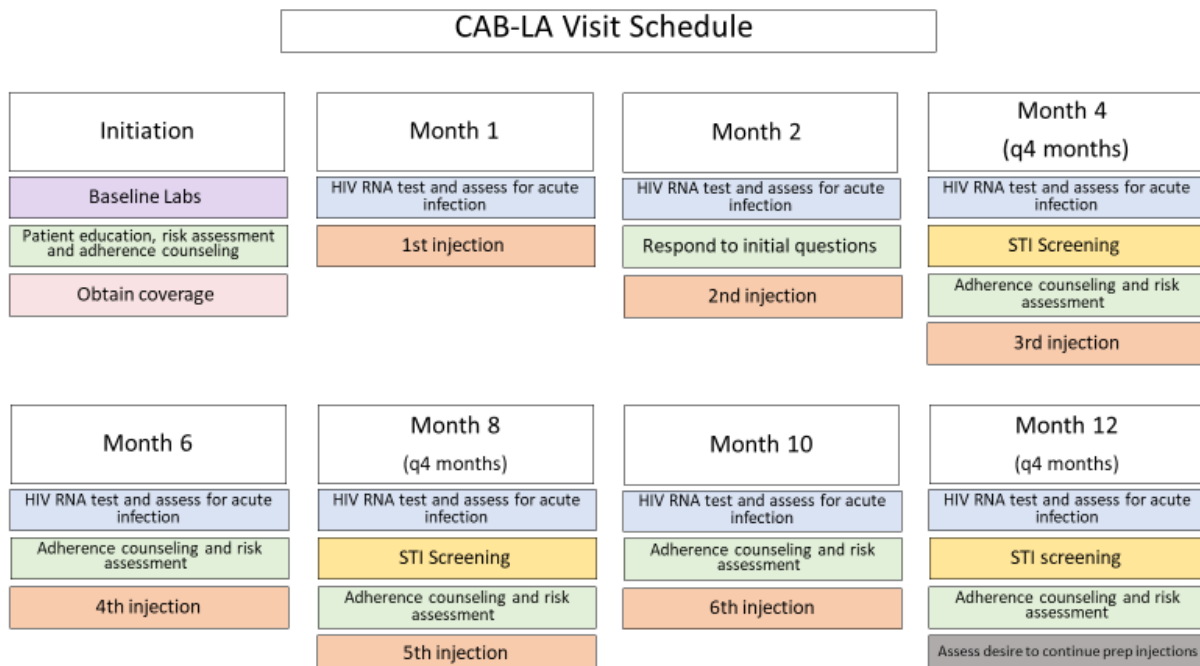 CAB-LA Visit Schedule
Initiation
Baseline Labs
Patient education, risk assessment
and adherence counseling
Obtain coverage
Month 1
HIV RNA test and assess for acute
infection
1st injection
Month 2
HIV RNA test and assess for acute
infection
Respond to initial questions
2nd injection
Month 4
(q4 months)
HIV RNA test and assess for acute
infection
STI Screening
Adherence counseling and risk
assessment
3rd injection
Month 6
HIV RNA test and assess for acute
infection
Adherence counseling and risk
assessment
4th injection
Month 8
(q4 months)
HIV RNA test and assess for acute
infection
STI Screening
Adherence counseling and risk
assessment
5th injection
Month 10
HIV RNA test and assess for acute
infection
Adherence counseling and risk
assessment
6th injection
Month 12
(q4 months)
HIV RNA test and assess for acute
infection
STI screening
Adherence counseling and risk
assessment
Assess desire to continue prep injections